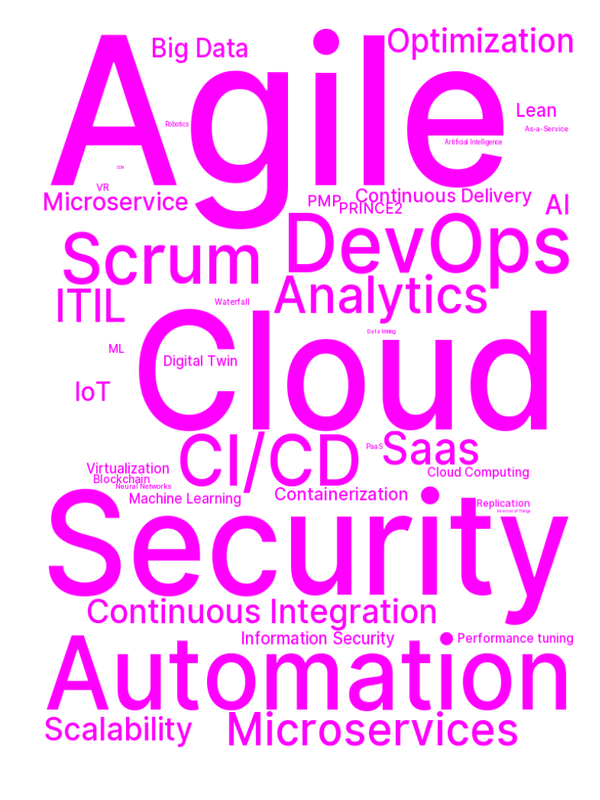 Optimization
Big Data
Agile
Lean
Robotics
As-a-Service
Artificial Intelligence
VR
Continuous Delivery
Microservice
PMP
AI
PRINCE2
DevOps
Scrum
Analytics
ITIL
Waterfall
Cloud
Data Mining
ML
Digital Twin
IoT
CI/CD
PaaS
Saas
Virtualization
Cloud Computing
Blockchain
Neural Networks
Machine Learning
Containerization
Security
Replication
Internet of Things
Continuous Integration
Information Security
Performance tuning
Automation
Scalability
Microservices